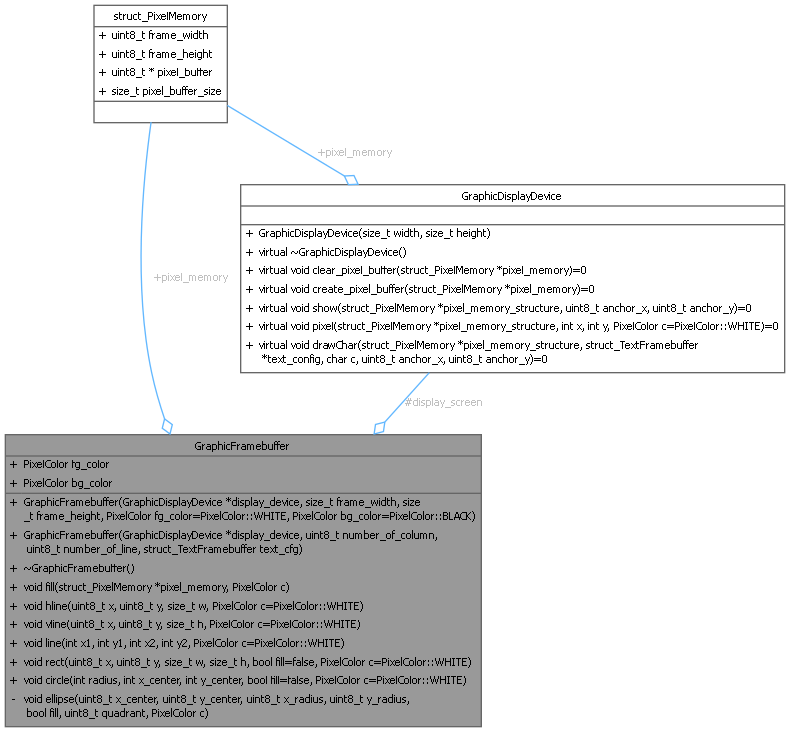 struct_PixelMemory
+ uint8_t frame_width
+ uint8_t frame_height
+ uint8_t * pixel_buffer
+ size_t pixel_buffer_size
+pixel_memory
GraphicDisplayDevice
+ GraphicDisplayDevice(size_t width, size_t height)
+ virtual ~GraphicDisplayDevice()
+ virtual void clear_pixel_buffer(struct_PixelMemory *pixel_memory)=0
+ virtual void create_pixel_buffer(struct_PixelMemory *pixel_memory)=0
+ virtual void show(struct_PixelMemory *pixel_memory_structure, uint8_t anchor_x, uint8_t anchor_y)=0
+ virtual void pixel(struct_PixelMemory *pixel_memory_structure, int x, int y, PixelColor c=PixelColor::WHITE)=0
+ virtual void drawChar(struct_PixelMemory *pixel_memory_structure, struct_TextFramebuffer
*text_config, char c, uint8_t anchor_x, uint8_t anchor_y)=0
+pixel_memory
#display_screen
GraphicFramebuffer
+ PixelColor fg_color
+ PixelColor bg_color
+ GraphicFramebuffer(GraphicDisplayDevice *display_device, size_t frame_width, size
_t frame_height, PixelColor fg_color=PixelColor::WHITE, PixelColor bg_color=PixelColor::BLACK)
+ GraphicFramebuffer(GraphicDisplayDevice *display_device, uint8_t number_of_column,
uint8_t number_of_line, struct_TextFramebuffer text_cfg)
+ ~GraphicFramebuffer()
+ void fill(struct_PixelMemory *pixel_memory, PixelColor c)
+ void hline(uint8_t x, uint8_t y, size_t w, PixelColor c=PixelColor::WHITE)
+ void vline(uint8_t x, uint8_t y, size_t h, PixelColor c=PixelColor::WHITE)
+ void line(int x1, int y1, int x2, int y2, PixelColor c=PixelColor::WHITE)
+ void rect(uint8_t x, uint8_t y, size_t w, size_t h, bool fill=false, PixelColor c=PixelColor::WHITE)
+ void circle(int radius, int x_center, int y_center, bool fill=false, PixelColor c=PixelColor::WHITE)
- void ellipse(uint8_t x_center, uint8_t y_center, uint8_t x_radius, uint8_t y_radius,
bool fill, uint8_t quadrant, PixelColor c)